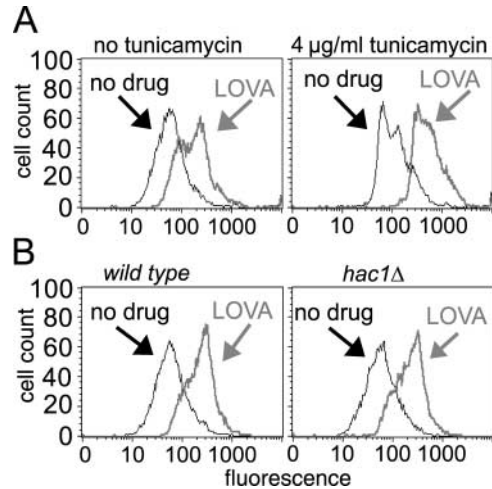 A
no tunicamycin 4 µg/ml tunicamycin
100
80
60
40
20
0
cell count
no drug LOVA
no drug LOVA
0 10 100 1000 0 10 100 1000
B
wild type hac1Δ
100
80
60
40
20
0
cell count
no drug LOVA
no drug LOVA
0 10 100 1000 0 10 100 1000
fluorescence